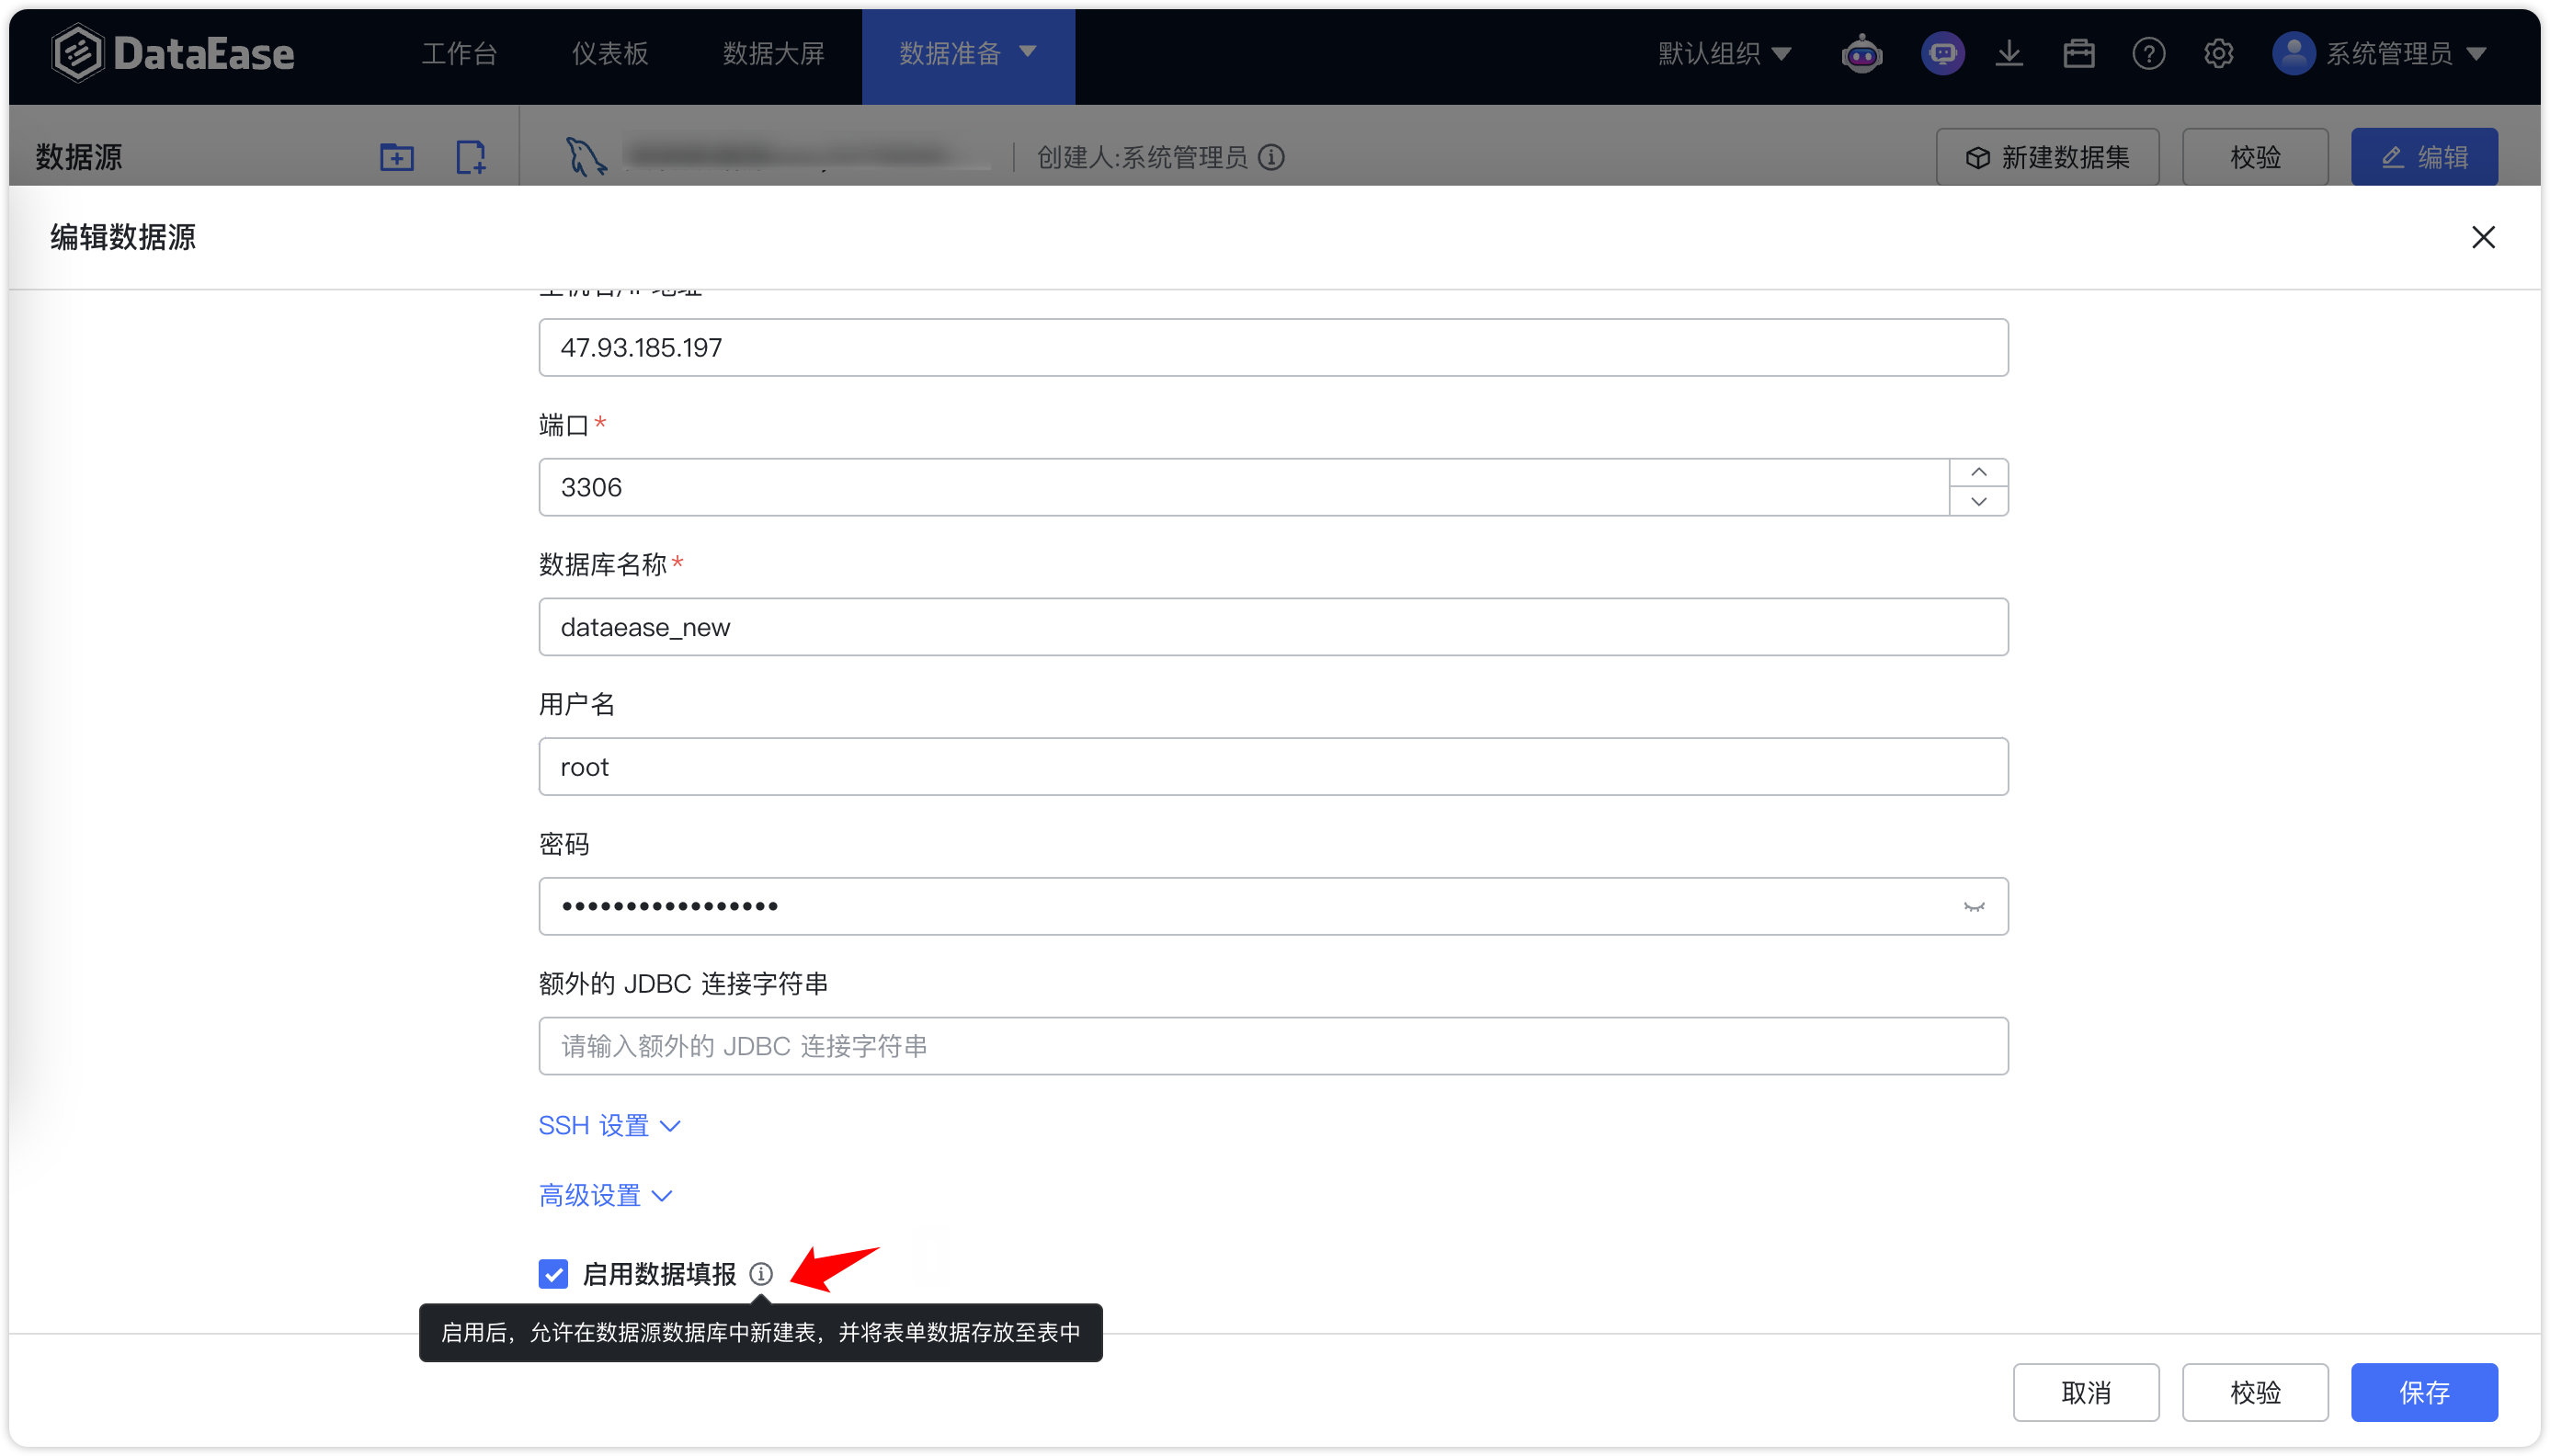 DataEase 工作台 仪表板 数据大屏 数据准备 默认组织 系统管理员
数据源 创建人:系统管理员 新建数据集 校验 编辑
编辑数据源
47.93.185.197
端口*
3306
数据库名称*
dataease_new
用户名
root
密码
••••••••••••••••• 
额外的 JDBC 连接字符串
请输入额外的 JDBC 连接字符串
SSH 设置
高级设置
启用数据填报
启用后，允许在数据源数据库中新建表，并将表单数据存放至表中
取消 校验 保存